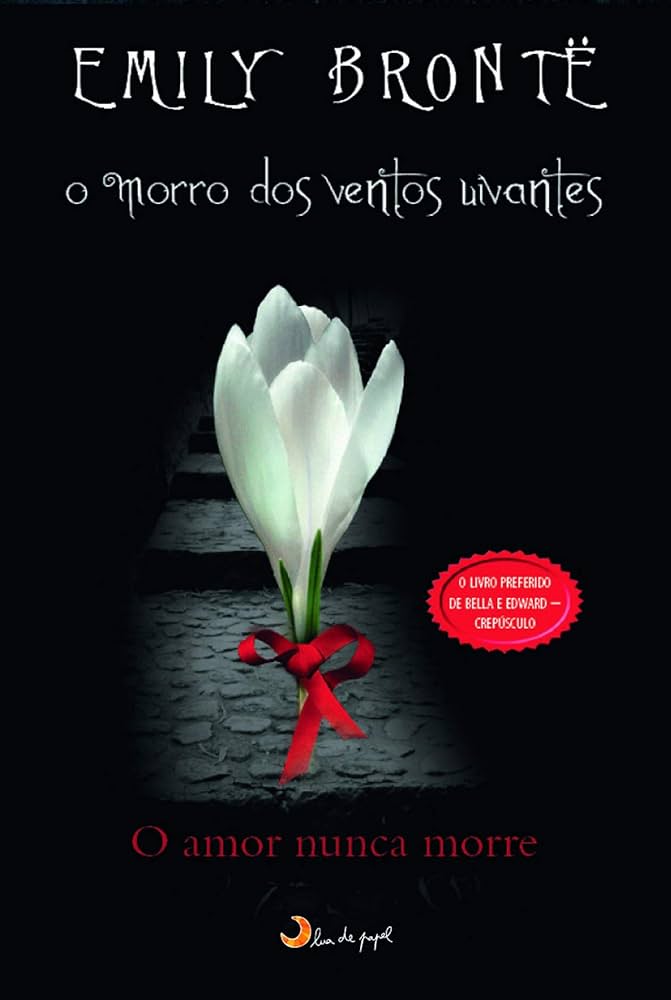 EMILY BRONTË
O MORRO DOS VENTOS UIVANTES
O LIVRO PREFERIDO
DE BELLA E EDWARD —
CREPÚSCULO
O amor nunca morre
lua de papel